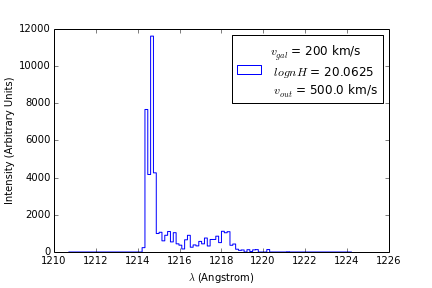 12000
10000
8000
6000
4000
2000
0
Intensity (Arbitrary Units)
v_gal = 200 km/s
lognH = 20.0625
v_out = 500.0 km/s
1210 1212 1214 1216 1218 1220 1222 1224 1226
λ (Angstrom)